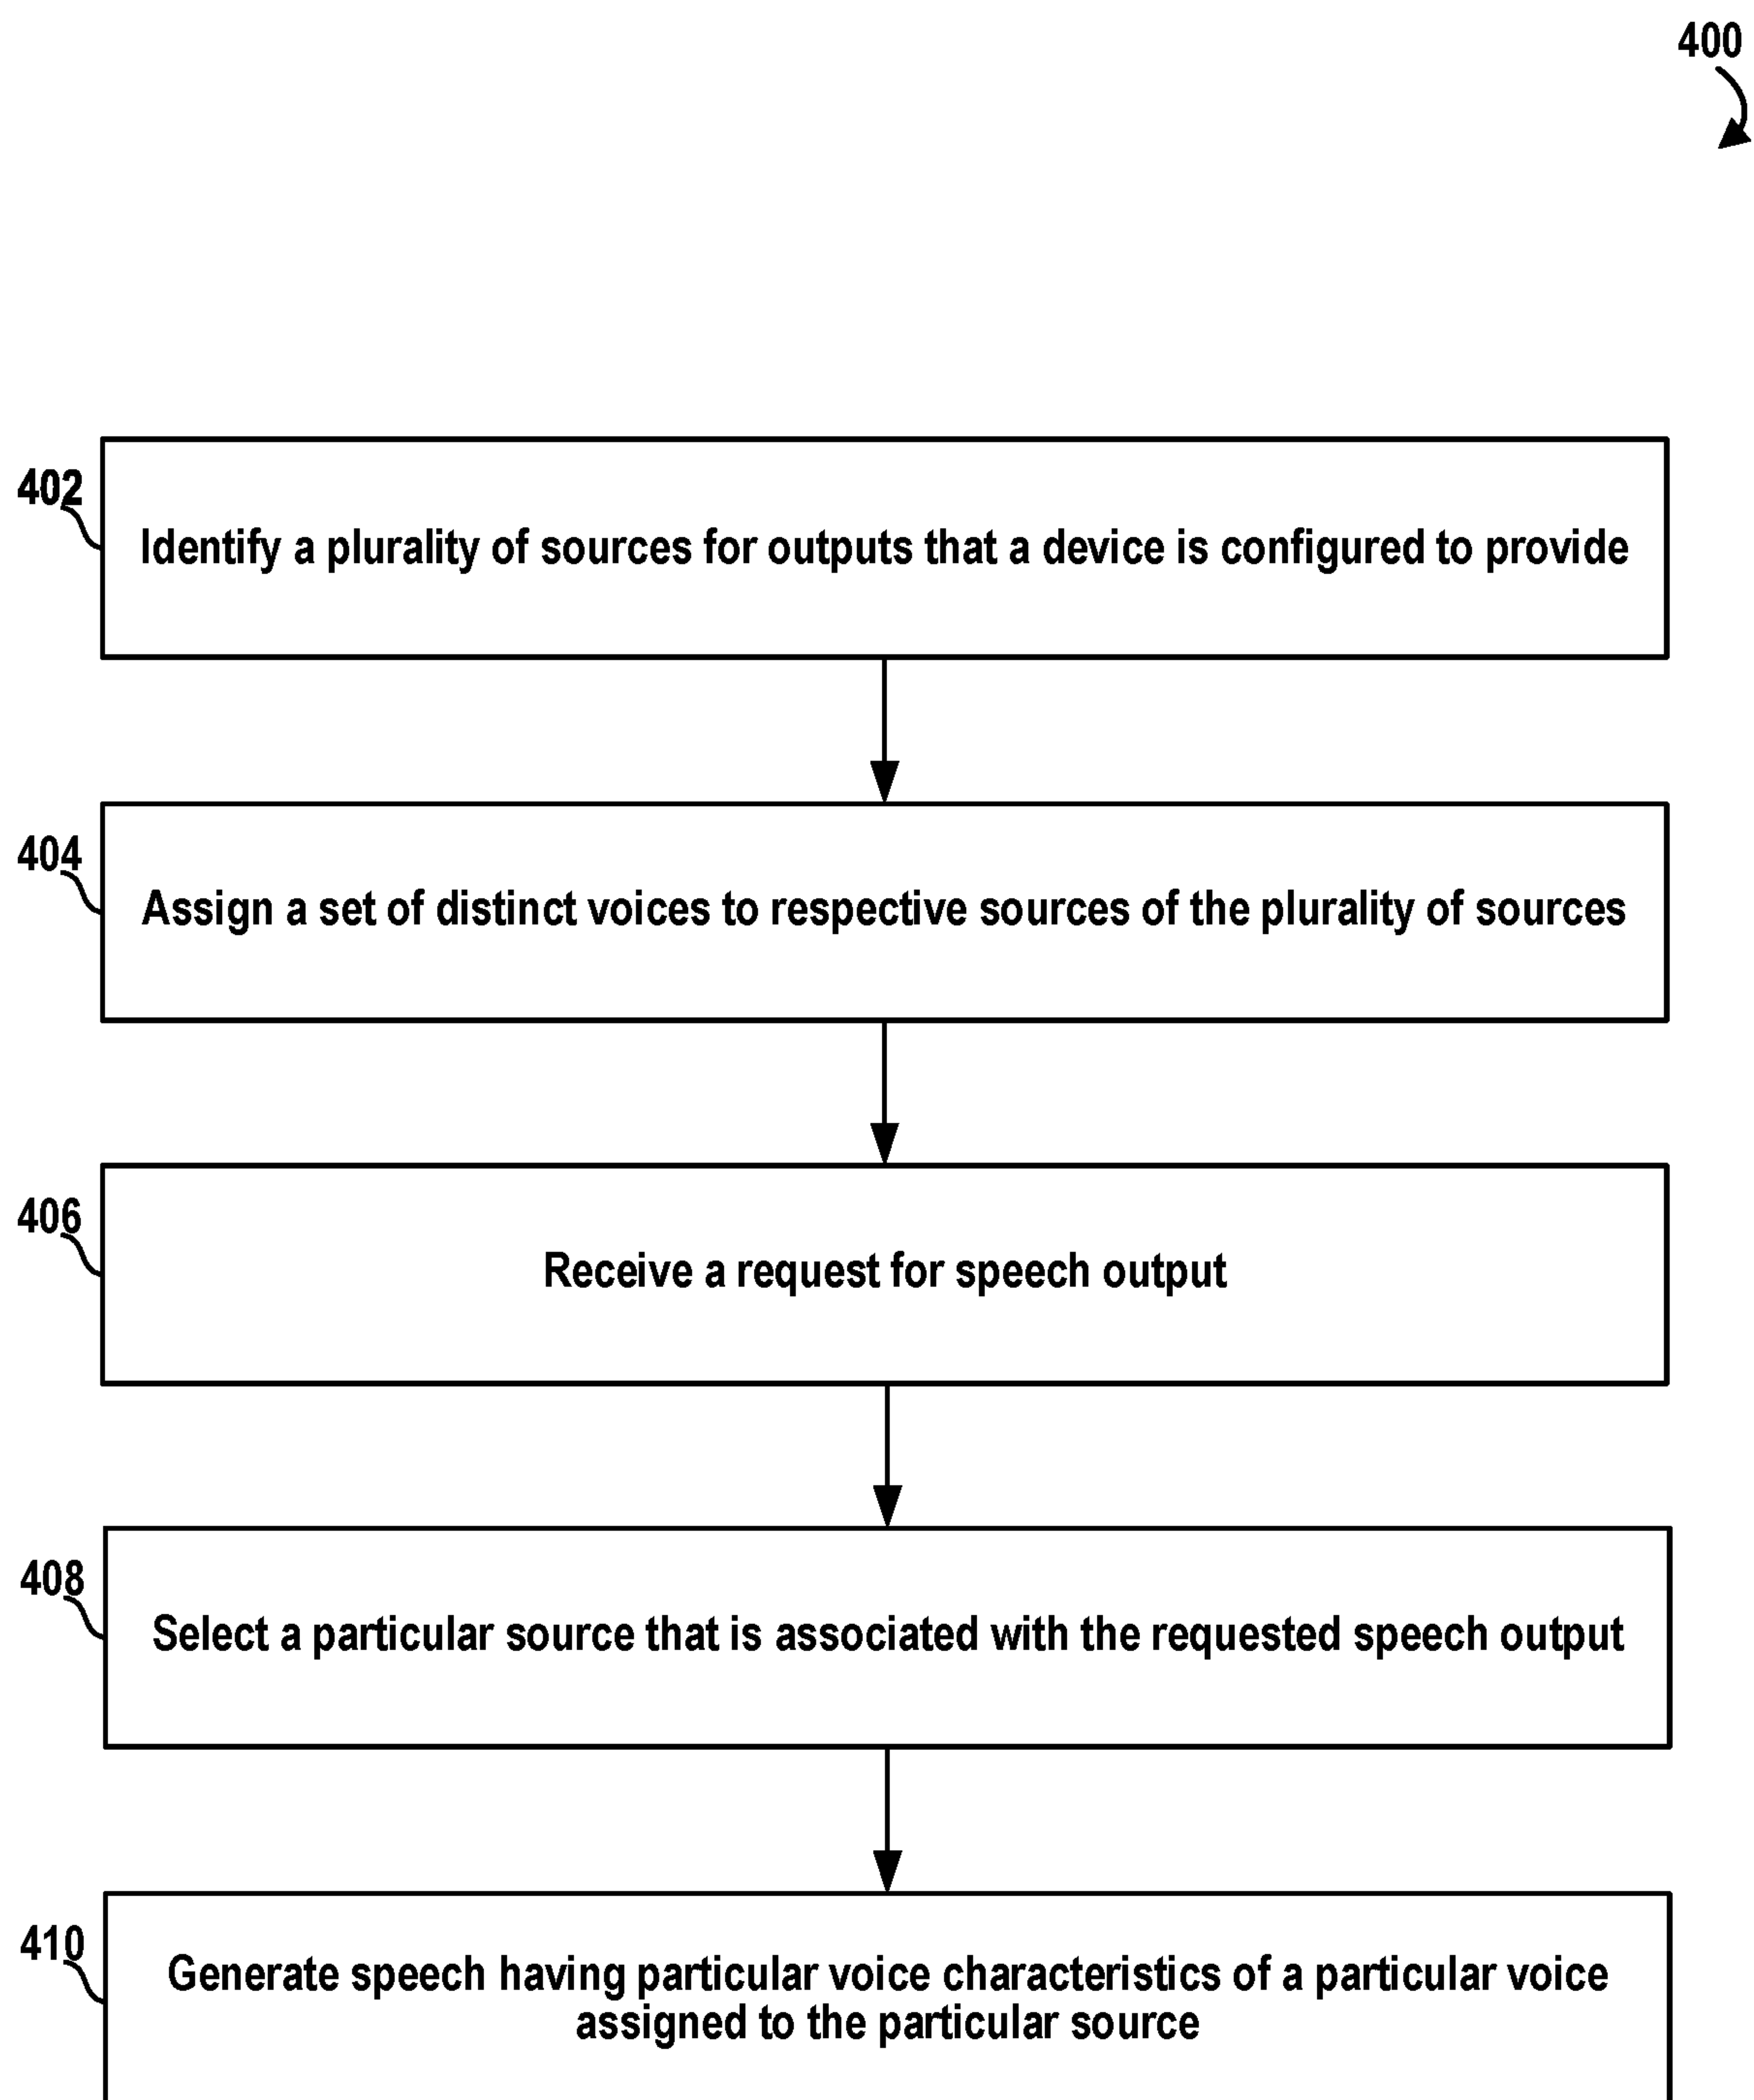 400
402
Identify a plurality of sources for outputs that a device is configured to provide
404
Assign a set of distinct voices to respective sources of the plurality of sources
406
Receive a request for speech output
408
Select a particular source that is associated with the requested speech output
410
Generate speech having particular voice characteristics of a particular voice
assigned to the particular source